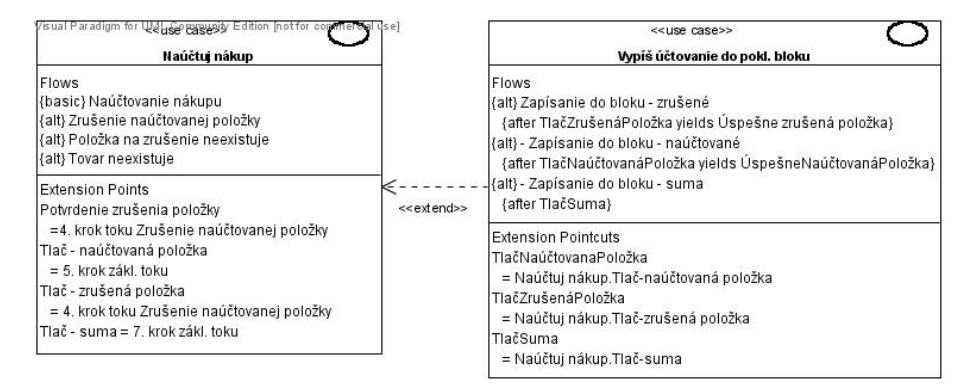 Visual Paradigm for UML Community Edition [not for commercial use]
<<use case>>
Naúčtuj nákup
Flows
{basic} Naúčtovanie nákupu
{alt} Zrušenie naúčtovanej položky
{alt} Položka na zrušenie neexistuje
{alt} Tovar neexistuje
Extension Points
Potvrdenie zrušenia položky
=4. krok toku Zrušenie naúčtovanej položky
Tlač - naúčtovaná položka
= 5. krok zákl. toku
Tlač - zrušená položka
= 4. krok toku Zrušenie naúčtovanej položky
Tlač - suma = 7. krok zákl. toku
<<extend>>
<<use case>>
Vypíš účtovanie do pokl. bloku
Flows
{alt} Zapísanie do bloku - zrušené
{after TlačZrušenáPoložka yields Úspešne zrušená položka}
{alt} - Zapísanie do bloku - naúčtované
{after TlačNaúčtovanáPoložka yields ÚspešneNaúčtovanáPoložka}
{alt} - Zapísanie do bloku - suma
{after TlačSuma}
Extension Pointcuts
TlačNaúčtovanaPoložka
= Naúčtuj nákup.Tlač-naúčtovaná položka
TlačZrušenáPoložka
= Naúčtuj nákup.Tlač-zrušená položka
TlačSuma
= Naúčtuj nákup.Tlač-suma